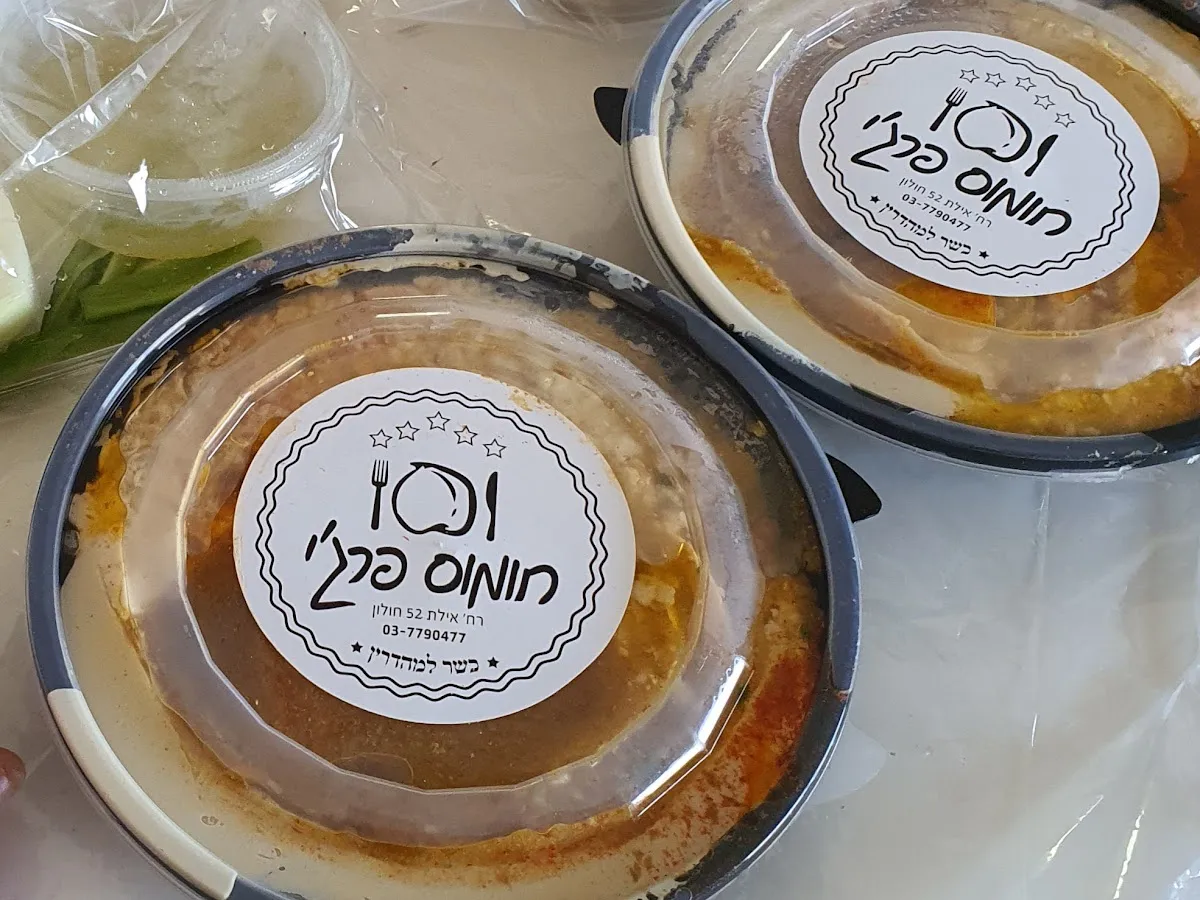 חומוס פרג'י
רח' אילת 52 חולון
03-7790477
כשר למהדרין
חומוס פרג'י
רח' אילת 52 חולון
03-7790477
כשר למהדרין